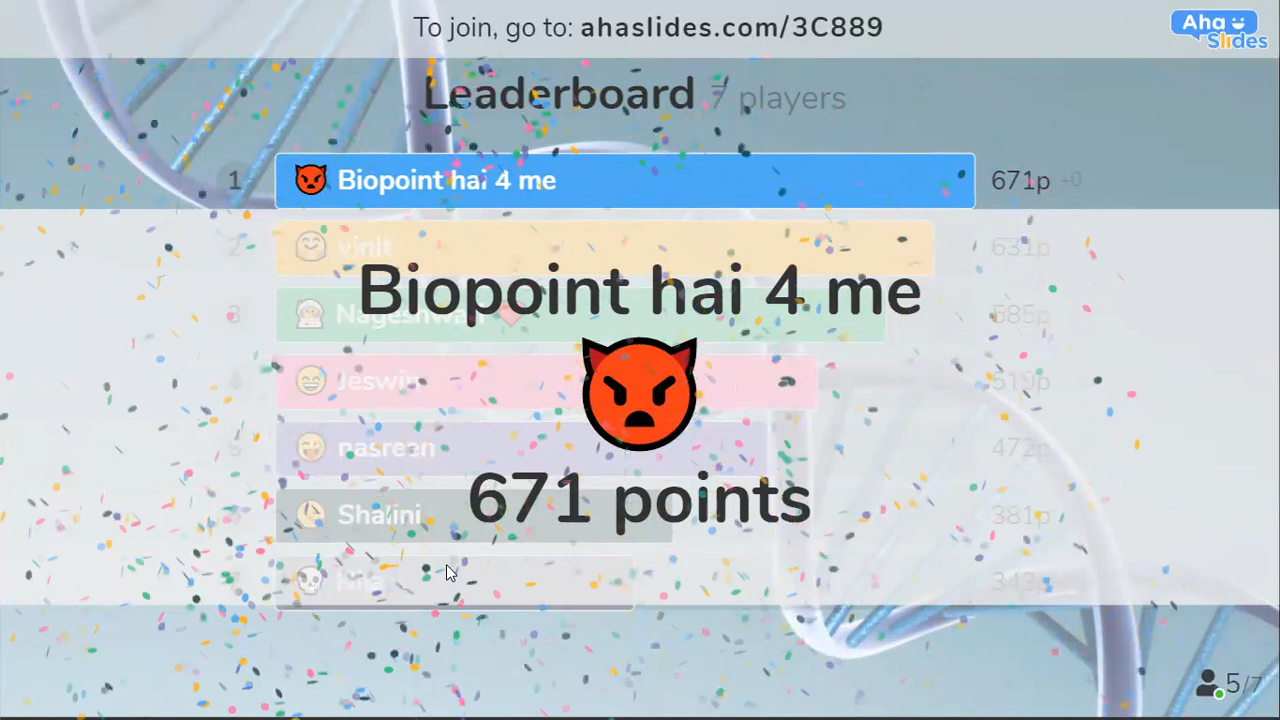 To join, go to: ahaslides.com/3C889
Aha
Slides
Leaderboard 7 players
1 Biopoint hai 4 me 671p +0
2 vinit 631p
3 Nageshwari 585p
4 Jeswin 519p
5 nasreen 472p
Shalini 381p
343p
Biopoint hai 4 me
671 points
5/7